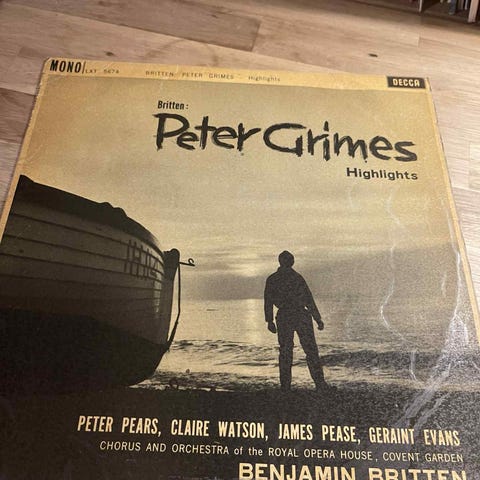 MONO LXT 5674 BRITTEN: PETER GRIMES - Highlights DECCA
Britten:
Peter Grimes
Highlights
PETER PEARS, CLAIRE WATSON, JAMES PEASE, GERAINT EVANS
CHORUS AND ORCHESTRA of the ROYAL OPERA HOUSE, COVENT GARDEN
BENJAMIN BRITTEN